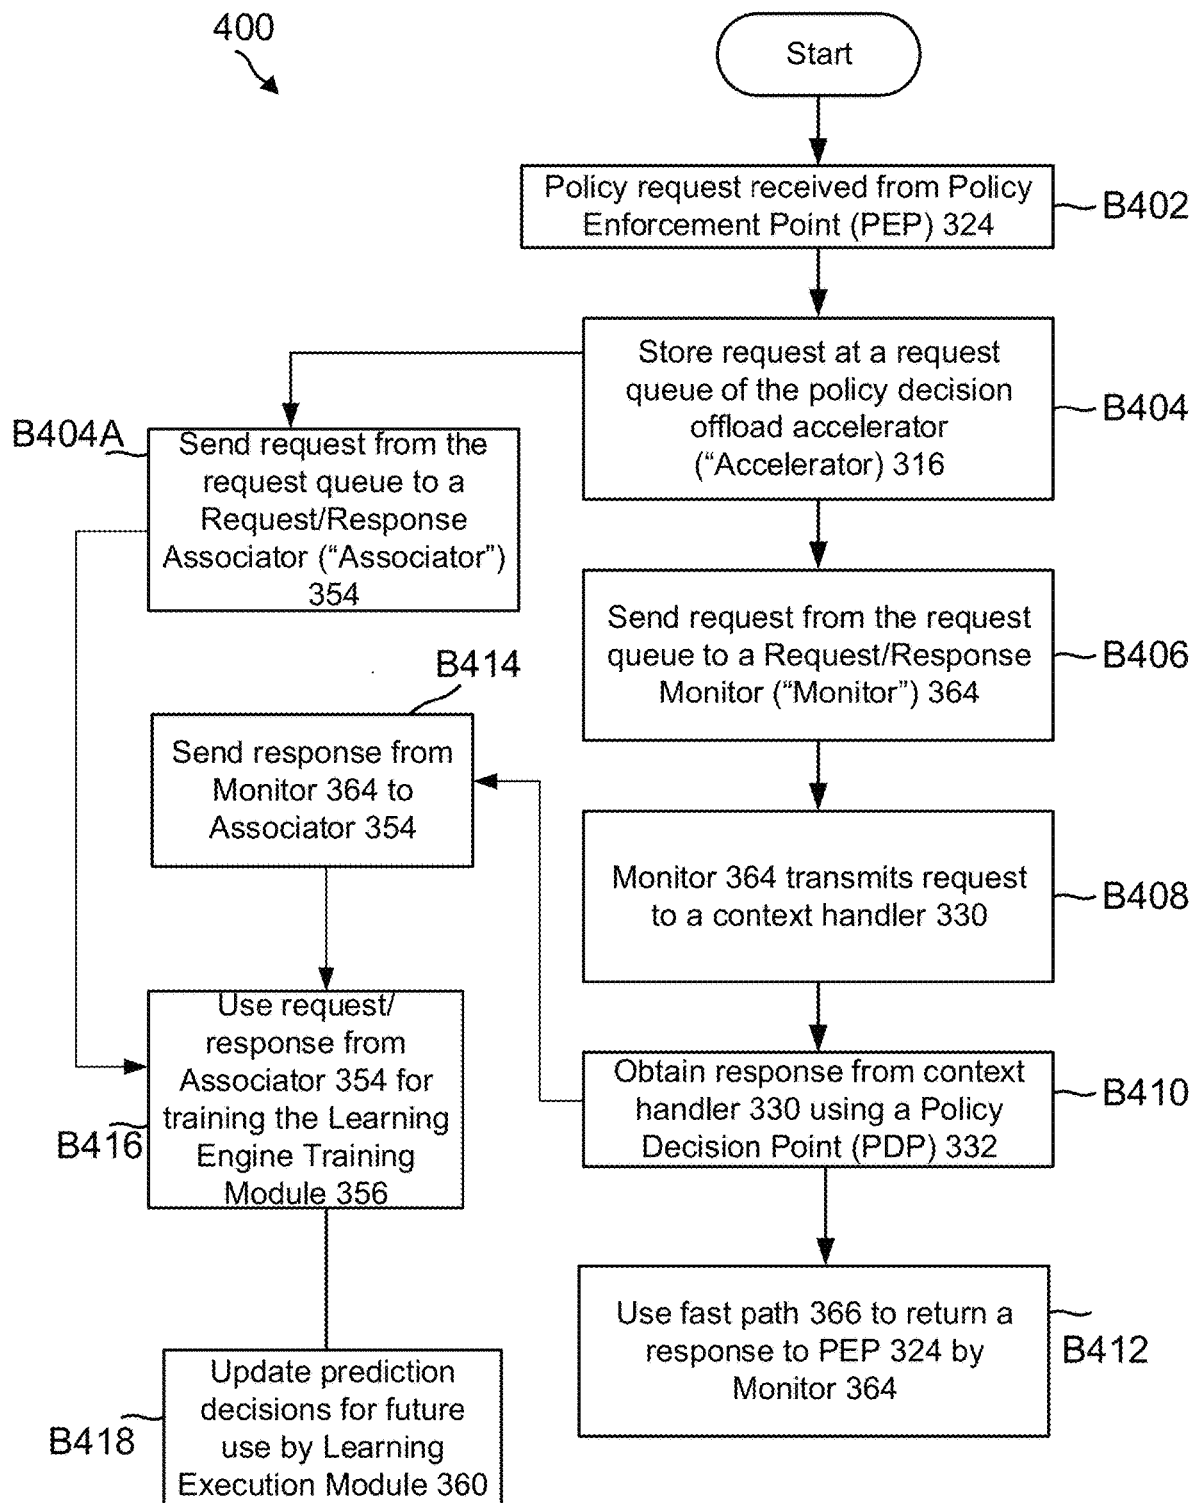 400
Start
Policy request received from Policy
Enforcement Point (PEP) 324
B402
Store request at a request
queue of the policy decision
offload accelerator
(“Accelerator) 316
B404
B404A
Send request from the
request queue to a
Request/Response
Associator (“Associator”)
354
Send request from the request
queue to a Request/Response
Monitor (“Monitor”) 364
B406
B414
Send response from
Monitor 364 to
Associator 354
Monitor 364 transmits request
to a context handler 330
B408
Use request/
response from
Associator 354 for
training the Learning
Engine Training
Module 356
B416
Obtain response from context
handler 330 using a Policy
Decision Point (PDP) 332
B410
Use fast path 366 to return a
response to PEP 324 by
Monitor 364
B412
Update prediction
decisions for future
use by Learning
Execution Module 360
B418